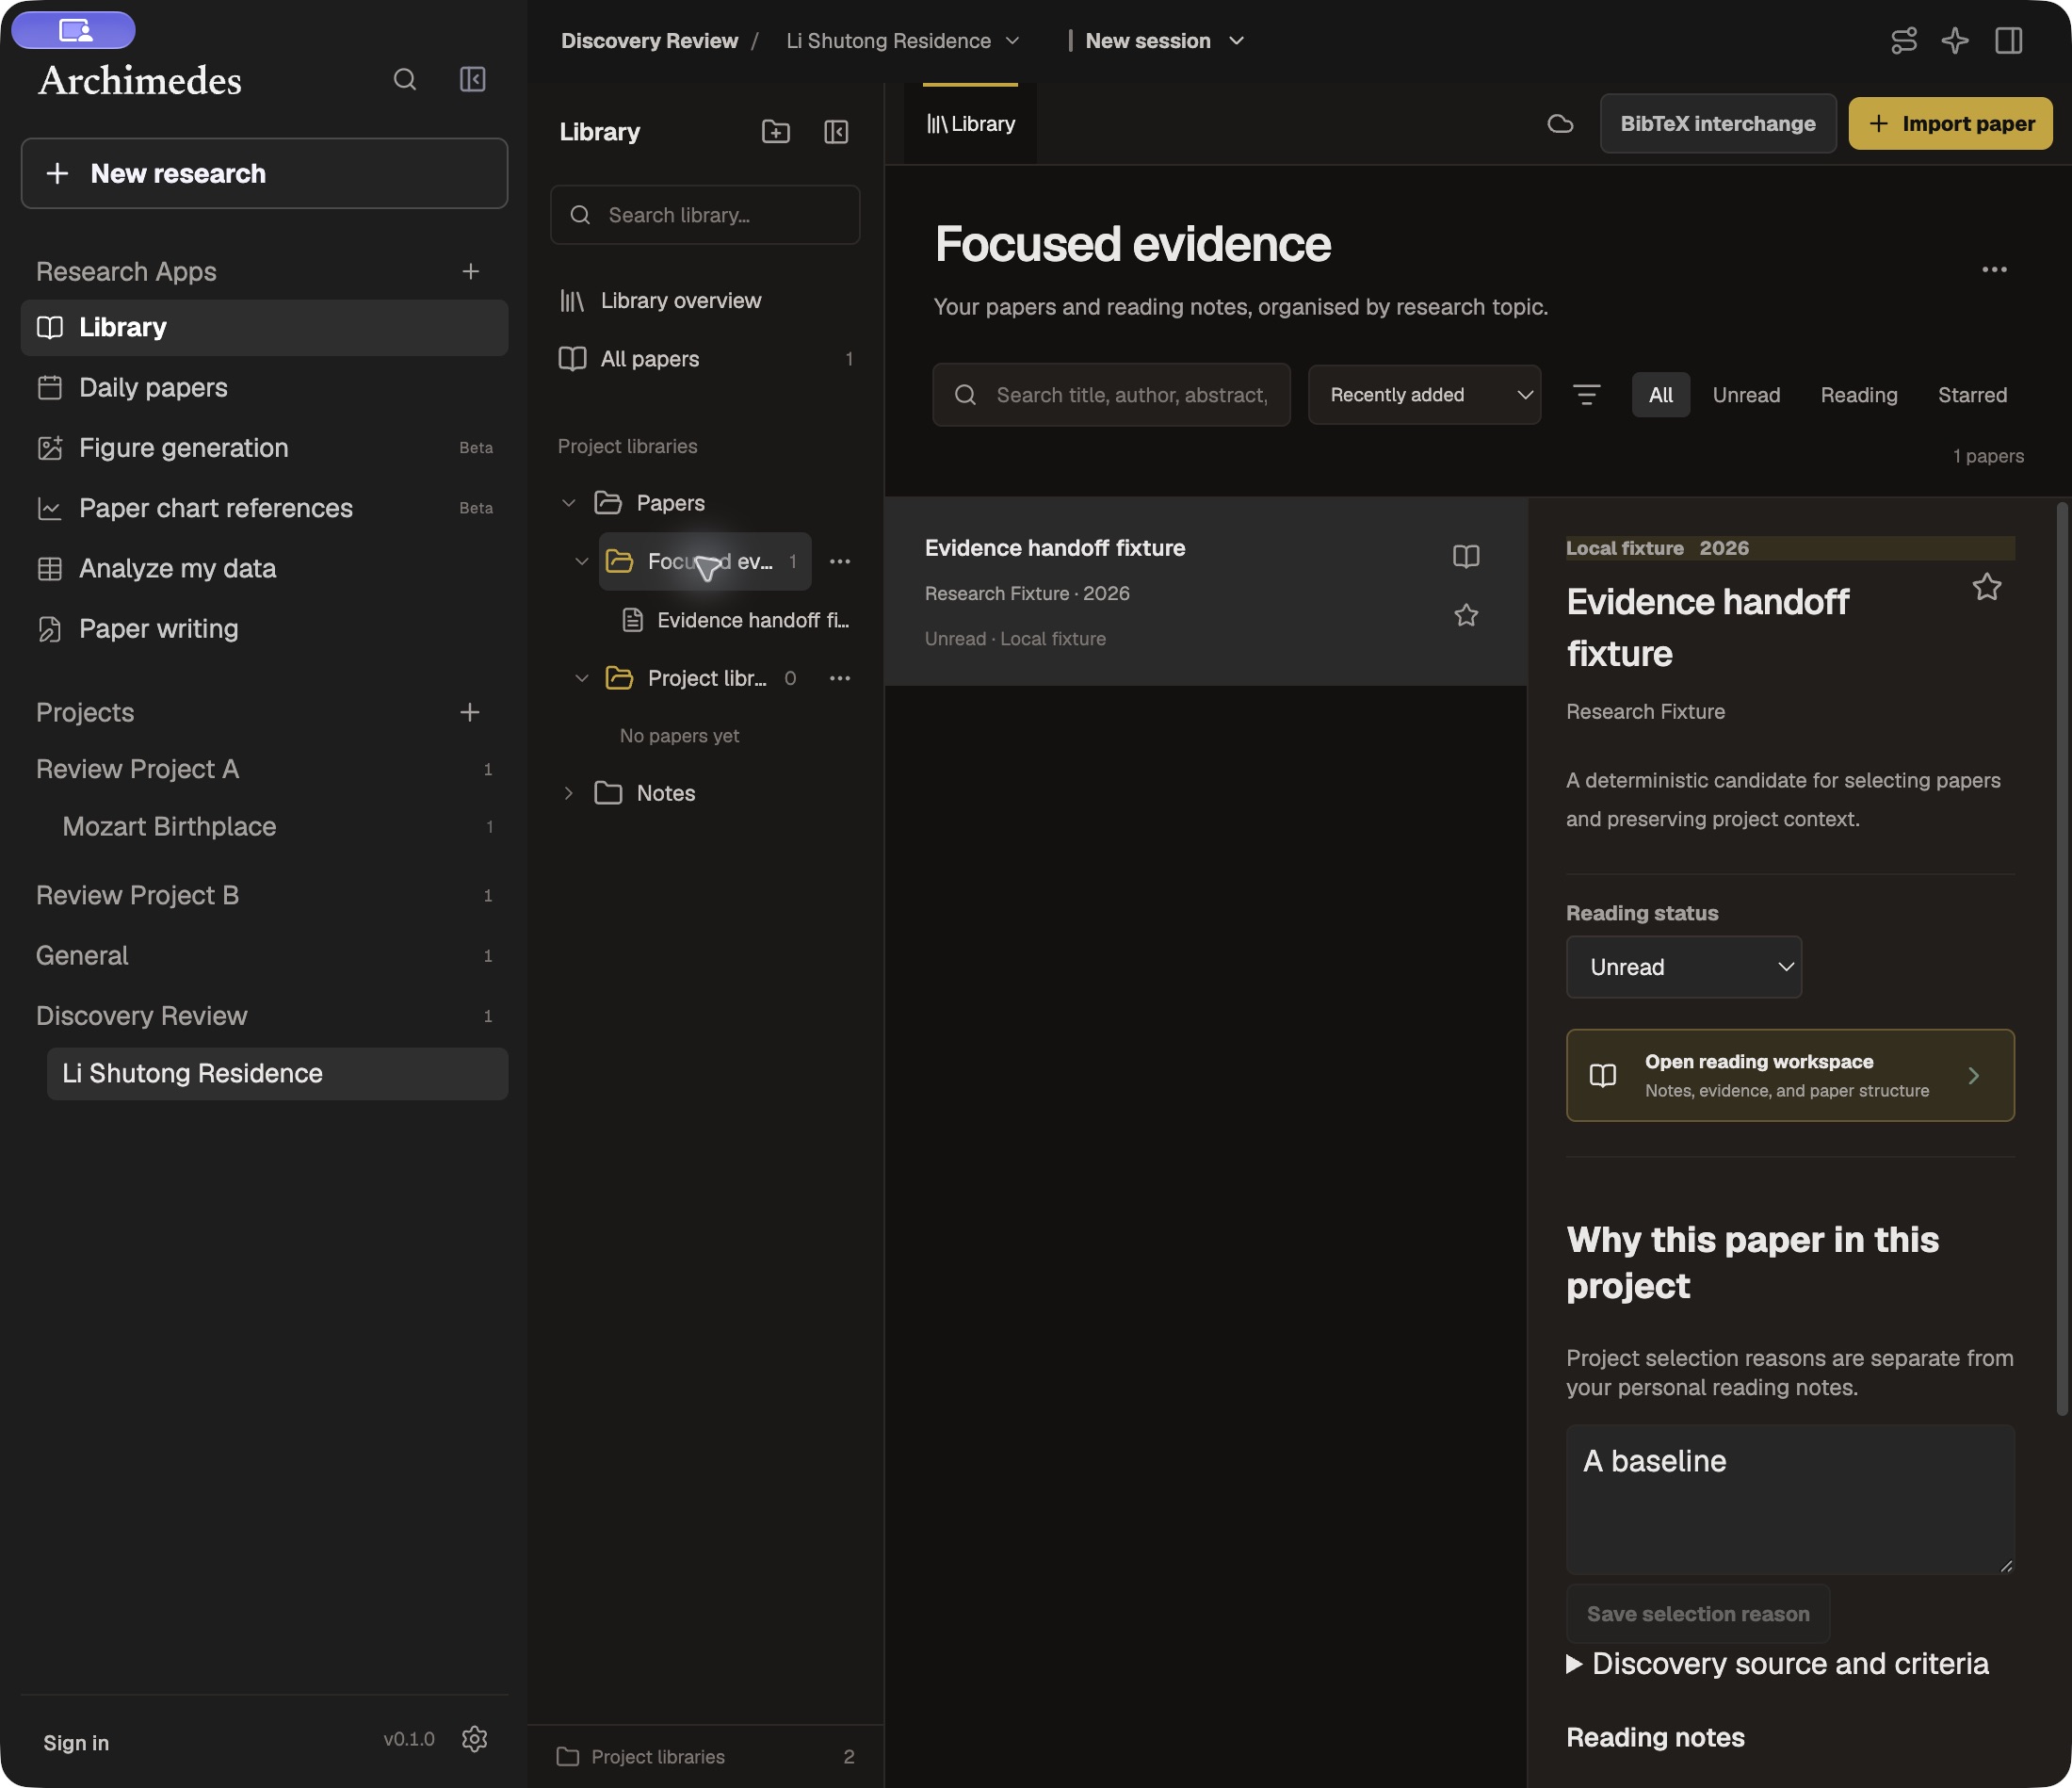 Archimedes
New research
Research Apps
Library
Daily papers
Figure generation Beta
Paper chart references Beta
Analyze my data
Paper writing
Projects
Review Project A 1
Mozart Birthplace 1
Review Project B 1
General 1
Discovery Review 1
Li Shutong Residence
Sign in v0.1.0
Discovery Review / Li Shutong Residence New session
Library
Search library...
Library overview
All papers 1
Project libraries
Papers
Focused ev... 1
Evidence handoff fi...
Project libr... 0
No papers yet
Notes
Project libraries 2
Library
BibTeX interchange
Import paper
Focused evidence
Your papers and reading notes, organised by research topic.
Search title, author, abstract,
Recently added
All Unread Reading Starred
1 papers
Evidence handoff fixture
Research Fixture · 2026
Unread · Local fixture
Local fixture 2026
Evidence handoff
fixture
Research Fixture
A deterministic candidate for selecting papers
and preserving project context.
Reading status
Unread
Open reading workspace
Notes, evidence, and paper structure
Why this paper in this
project
Project selection reasons are separate from
your personal reading notes.
A baseline
Save selection reason
Discovery source and criteria
Reading notes